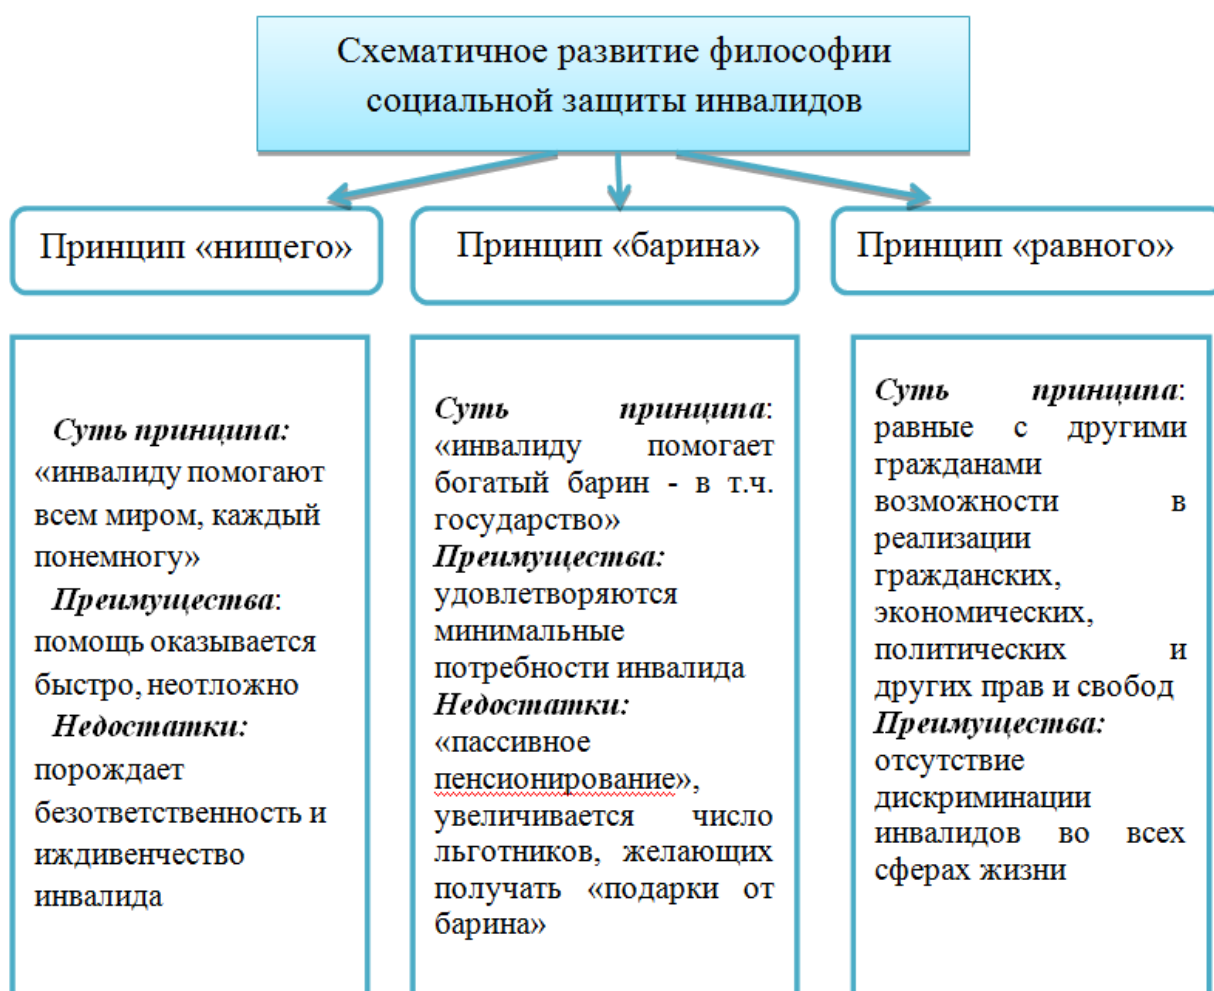 Схематичное развитие философии
социальной защиты инвалидов
Принцип «нищего»
Принцип «барина»
Принцип «равного»
Суть принципа:
«инвалиду помогают
всем миром, каждый
понемногу»
Преимущества:
помощь оказывается
быстро, неотложно
Недостатки:
порождает
безответственность и
иждивенчество
инвалида
Суть принципа:
«инвалиду помогает
богатый барин - в т.ч.
государство»
Преимущества:
удовлетворяются
минимальные
потребности инвалида
Недостатки:
«пассивное
пенсионирование»,
увеличивается число
льготников, желающих
получать «подарки от
барина»
Суть принципа:
равные с другими
гражданами
возможности в
реализации
гражданских,
экономических,
политических и
других прав и свобод
Преимущества:
отсутствие
дискриминации
инвалидов во всех
сферах жизни